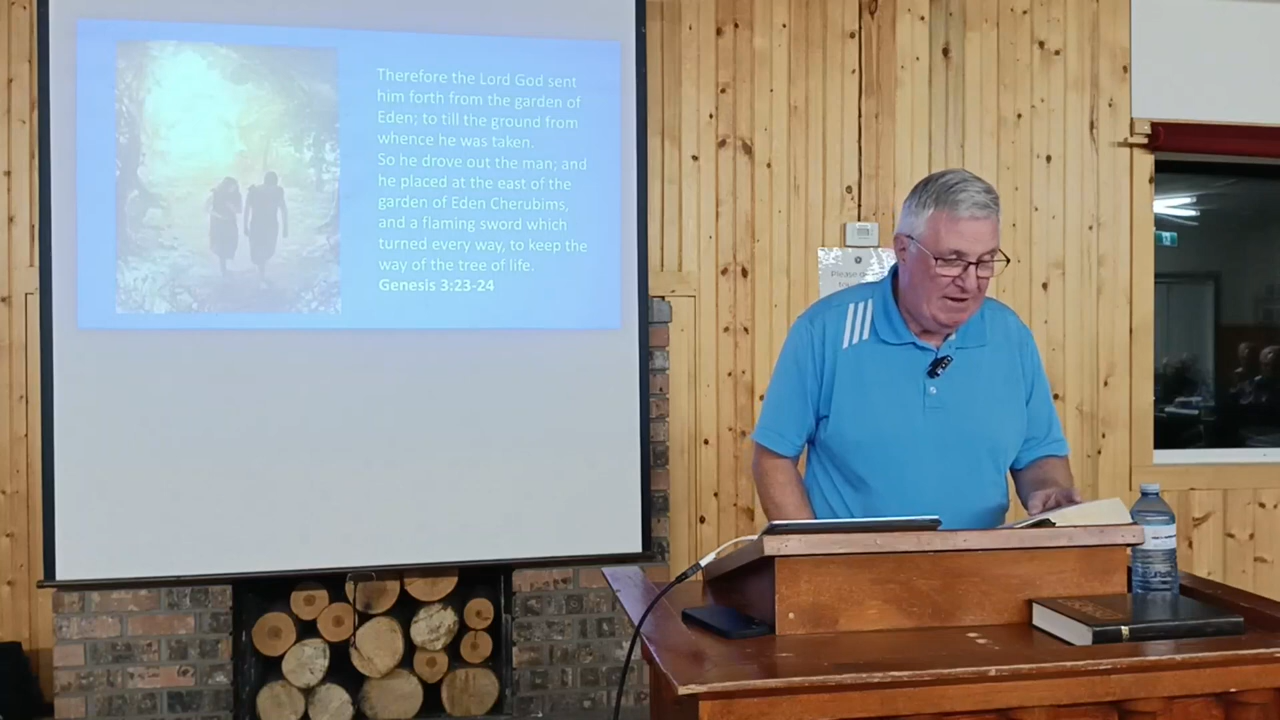 Therefore the Lord God sent
him forth from the garden of
Eden; to till the ground from
whence he was taken.
So he drove out the man; and
he placed at the east of the
garden of Eden Cherubims,
and a flaming sword which
turned every way, to keep the
way of the tree of life.
Genesis 3:23-24
Please